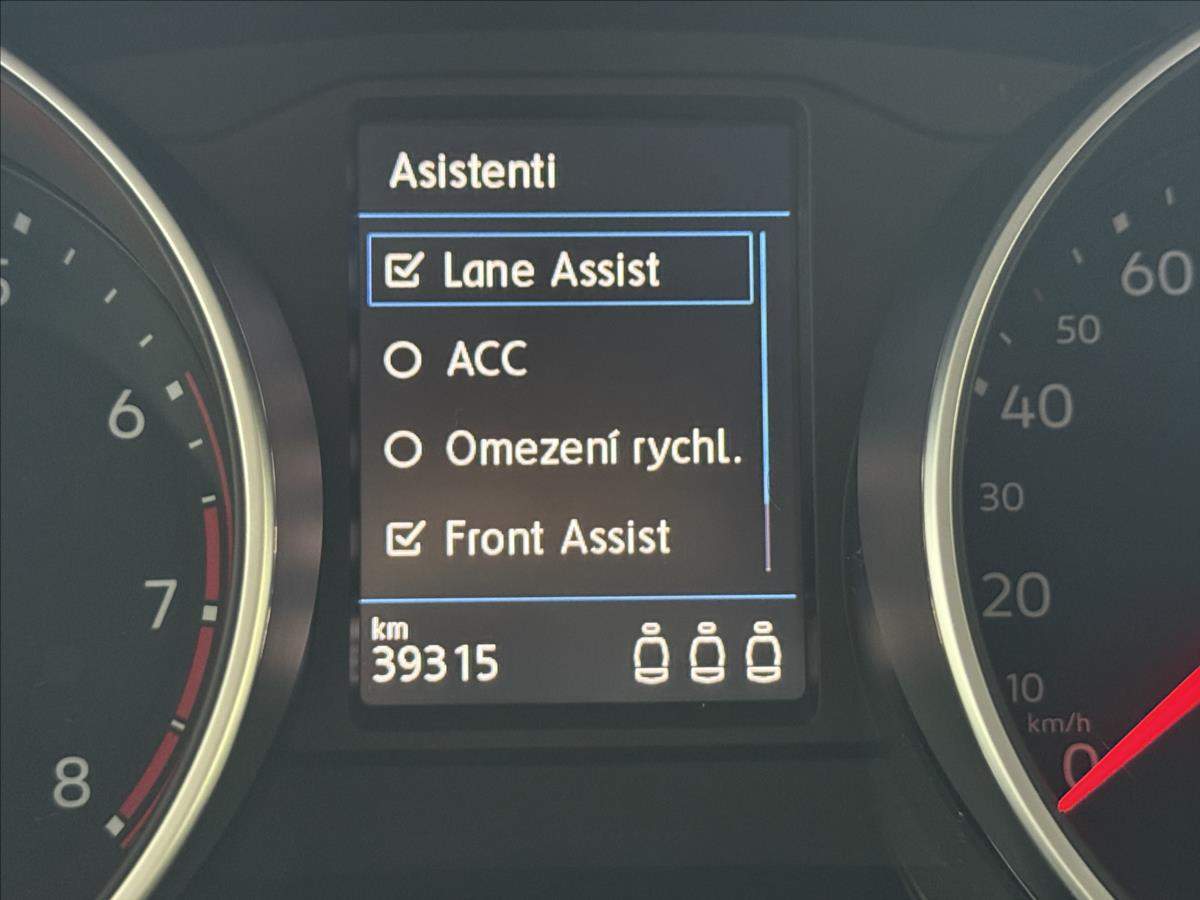 Asistenti
Lane Assist
ACC
Omezení rychl.
Front Assist
km
39315
6
7
8
60
50
40
30
20
10
km/h
0